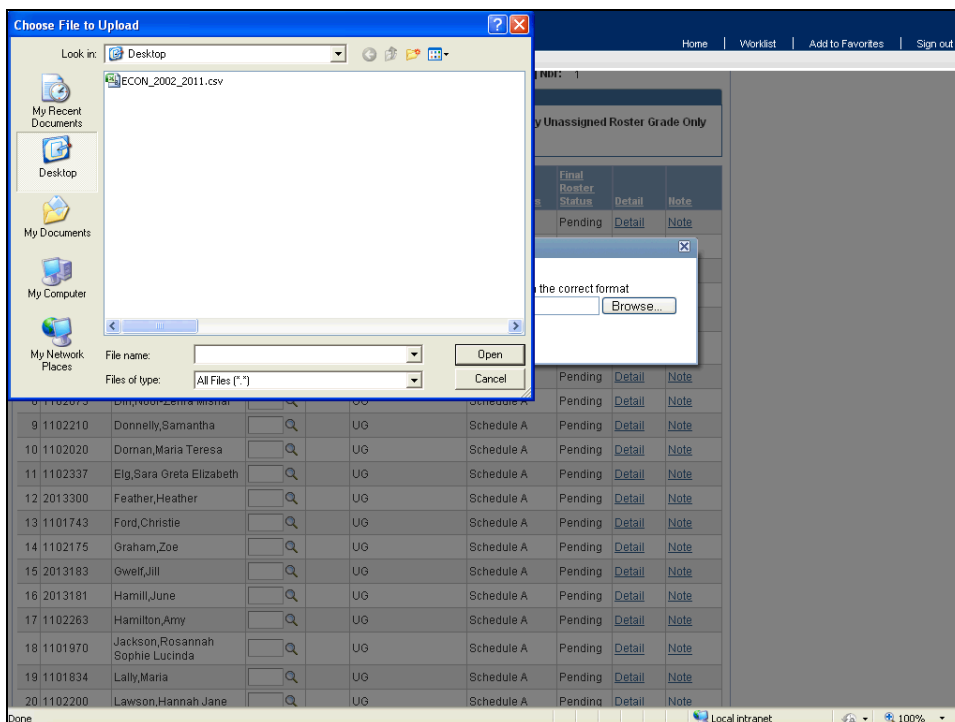 Choose File to Upload
Home | Worklist | Add to Favorites | Sign out
Look in: Desktop
ECON_2002_2011.csv
Nbr: 1
My Recent
Documents
y Unassigned Roster Grade Only
Desktop
Final
Roster
Status Detail Note
Pending Detail Note
My Documents
the correct format
Browse...
My Computer
My Network
Places
File name: Open
Files of type: All Files (*.*) Cancel
Pending Detail Note
UG Schedule A Pending Detail Note
9 1102210 Donnelly,Samantha UG Schedule A Pending Detail Note
10 1102020 Dornan,Maria Teresa UG Schedule A Pending Detail Note
11 1102337 Elg,Sara Greta Elizabeth UG Schedule A Pending Detail Note
12 2013300 Feather,Heather UG Schedule A Pending Detail Note
13 1101743 Ford,Christie UG Schedule A Pending Detail Note
14 1102175 Graham,Zoe UG Schedule A Pending Detail Note
15 2013183 Gwelf,Jill UG Schedule A Pending Detail Note
16 2013181 Hamill,June UG Schedule A Pending Detail Note
17 1102263 Hamilton,Amy UG Schedule A Pending Detail Note
18 1101970 Jackson,Rosannah
Sophie Lucinda UG Schedule A Pending Detail Note
19 1101834 Lally,Maria UG Schedule A Pending Detail Note
20 1102200 Lawson,Hannah Jane UG Schedule A Pending Detail Note
Done Local intranet 100%